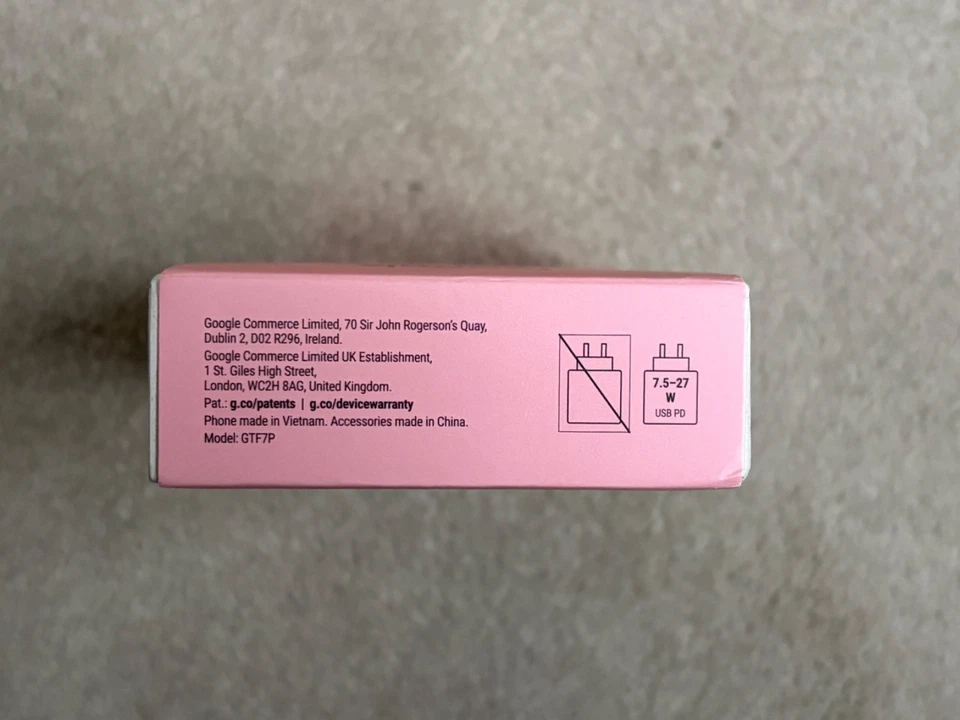 Google Commerce Limited, 70 Sir John Rogerson's Quay,
Dublin 2, D02 R296, Ireland.
Google Commerce Limited UK Establishment,
1 St. Giles High Street,
London, WC2H 8AG, United Kingdom.
Pat.: g.co/patents | g.co/devicewarranty
Phone made in Vietnam. Accessories made in China.
Model: GTF7P
7.5–27
W
USB PD